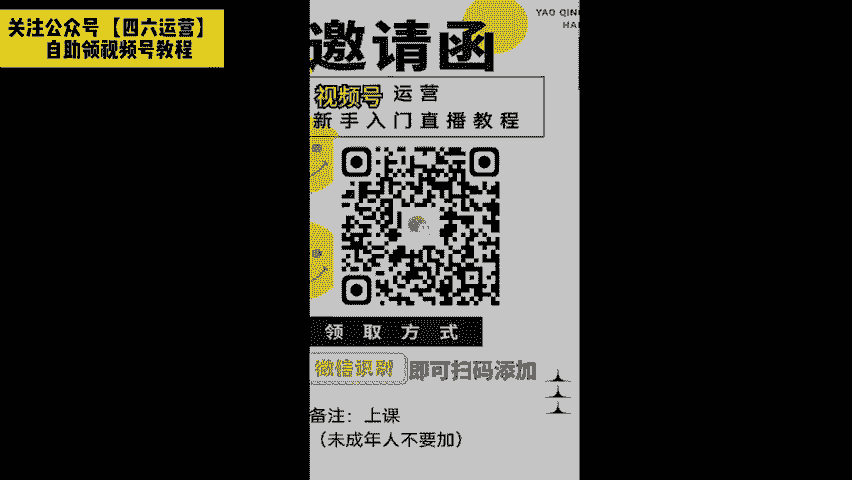 关注公众号【四六运营】
自助领视频号教程
YAO QING
HAI
邀请函
视频号 运营
新手入门直播教程
领取方式
微信识别 即可扫码添加
备注：上课
（未成年人不要加）